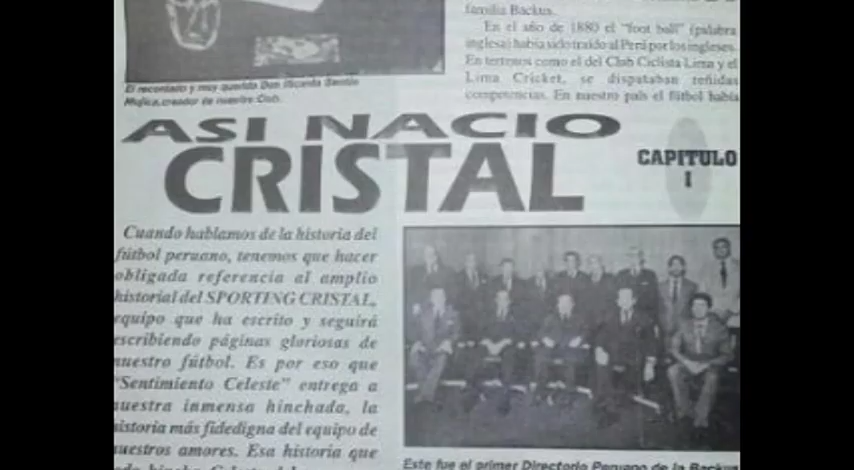 familia Backus.
En el año de 1880 el "foot ball" (palabra
inglesa) había sido traído al Perú por los ingleses.
En terrenos como el del Club Ciclista Lima y el
Lima Cricket, se disputaban reñidas
competencias. En nuestro país el fútbol había
El recordado y muy querido Don Ricardo Bentín
Mujica, creador de nuestro Club.
ASI NACIO
CRISTAL
CAPITULO
I
Cuando hablamos de la historia del
fútbol peruano, tenemos que hacer
obligada referencia al amplio
historial del SPORTING CRISTAL,
equipo que ha escrito y seguirá
escribiendo páginas gloriosas de
nuestro fútbol. Es por eso que
"Sentimiento Celeste" entrega a
nuestra inmensa hinchada, la
historia más fidedigna del equipo de
nuestros amores. Esa historia que
Este fue el primer Directorio Peruano de la Backus